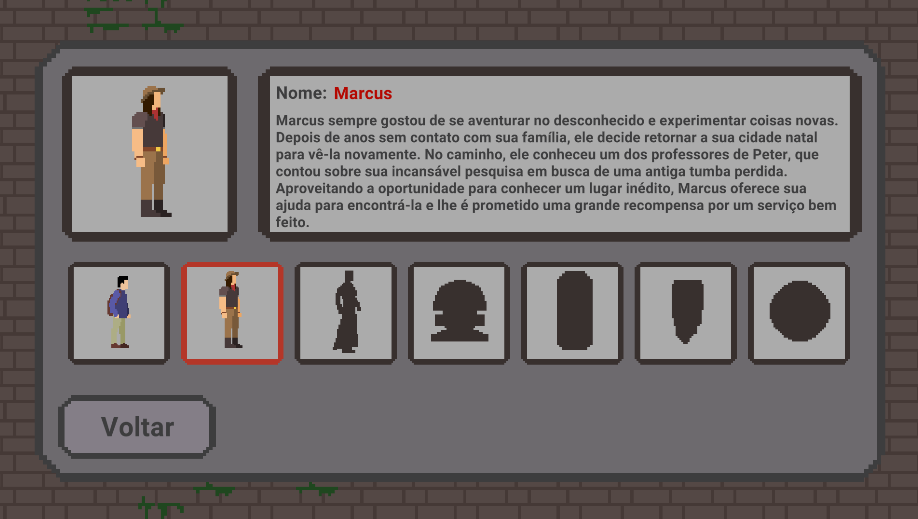 Nome: Marcus
Marcus sempre gostou de se aventurar no desconhecido e experimentar coisas novas.
Depois de anos sem contato com sua família, ele decide retornar a sua cidade natal
para vê-la novamente. No caminho, ele conheceu um dos professores de Peter, que
contou sobre sua incansável pesquisa em busca de uma antiga tumba perdida.
Aproveitando a oportunidade para conhecer um lugar inédito, Marcus oferece sua
ajuda para encontrá-la e lhe é prometido uma grande recompensa por um serviço bem
feito.
Voltar